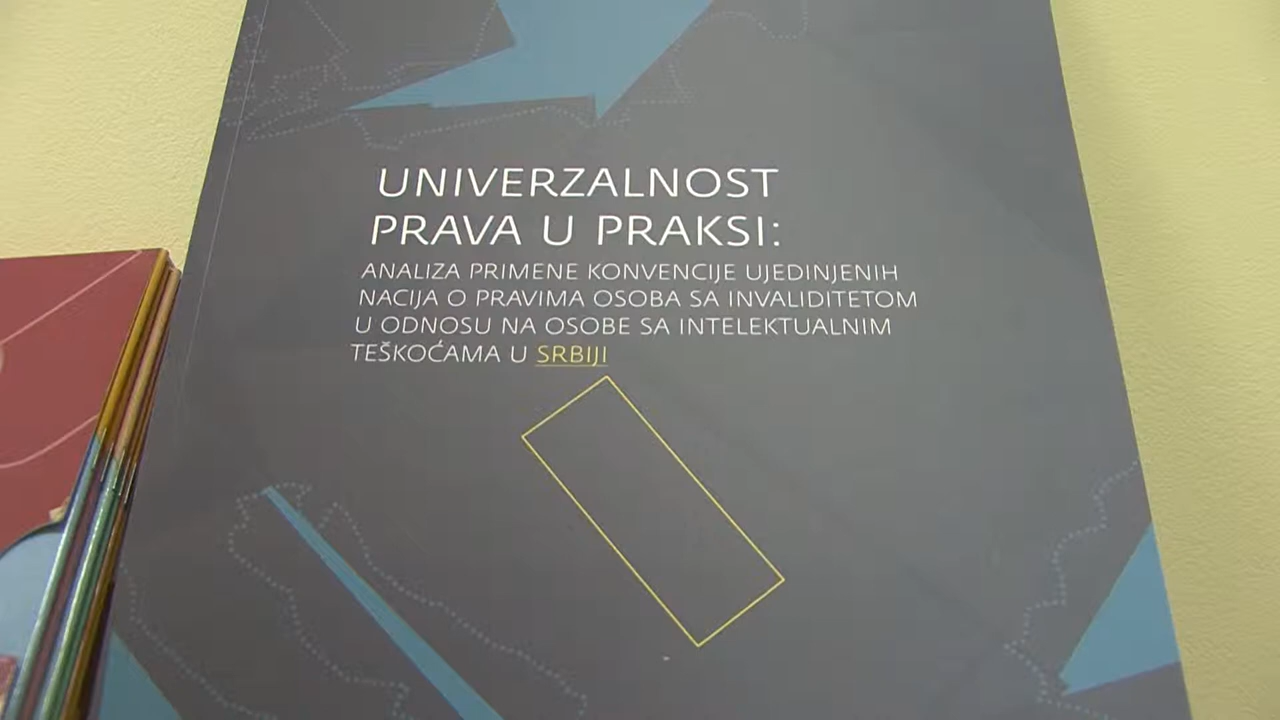 UNIVERZALNOST
PRAVA U PRAKSI:
ANALIZA PRIMENE KONVENCIJE UJEDINJENIH
NACIJA O PRAVIMA OSOBA SA INVALIDITETOM
U ODNOSU NA OSOBE SA INTELEKTUALNIM
TEŠKOĆAMA U SRBIJI